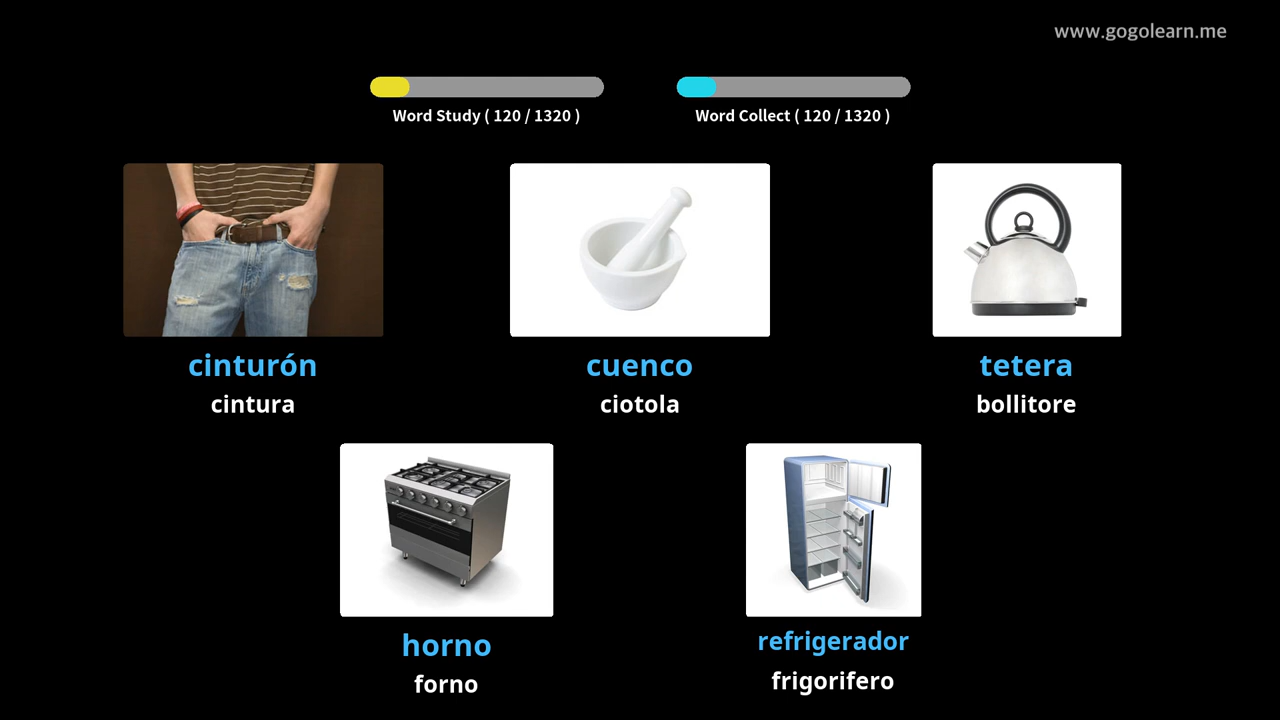 www.gogolearn.me
Word Study ( 120 / 1320 )
Word Collect ( 120 / 1320 )
cinturón
cintura
cuenco
ciotola
tetera
bollitore
horno
forno
refrigerador
frigorifero